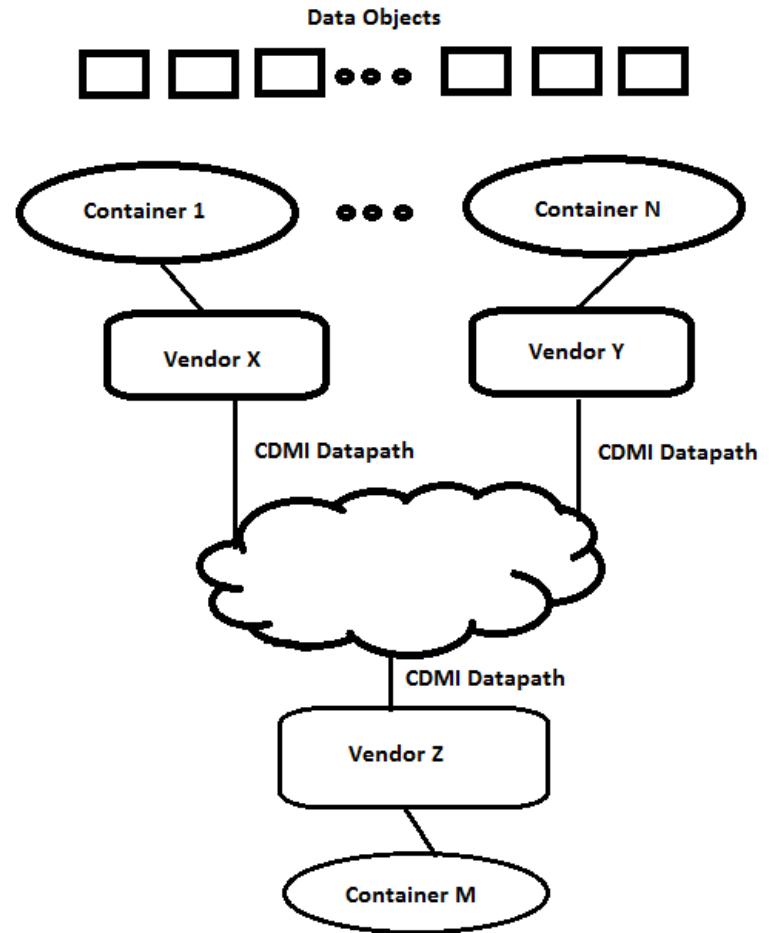 Data Objects
Container 1
Container N
Vendor X
Vendor Y
CDMI Datapath
CDMI Datapath
CDMI Datapath
Vendor Z
Container M